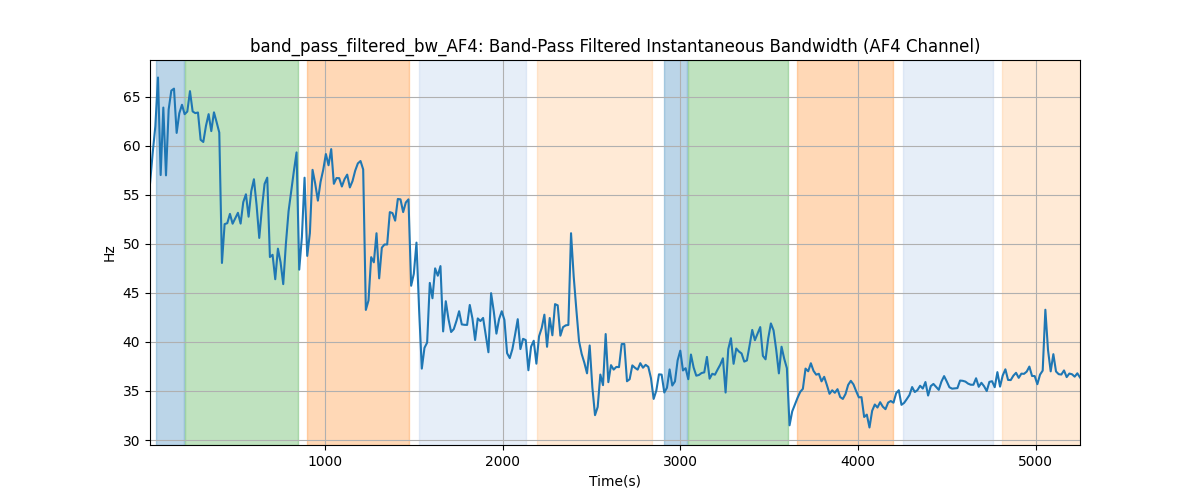 band_pass_filtered_bw_AF4: Band-Pass Filtered Instantaneous Bandwidth (AF4 Channel)
65
60
55
50
45
40
35
30
Hz
1000 2000 3000 4000 5000
Time(s)